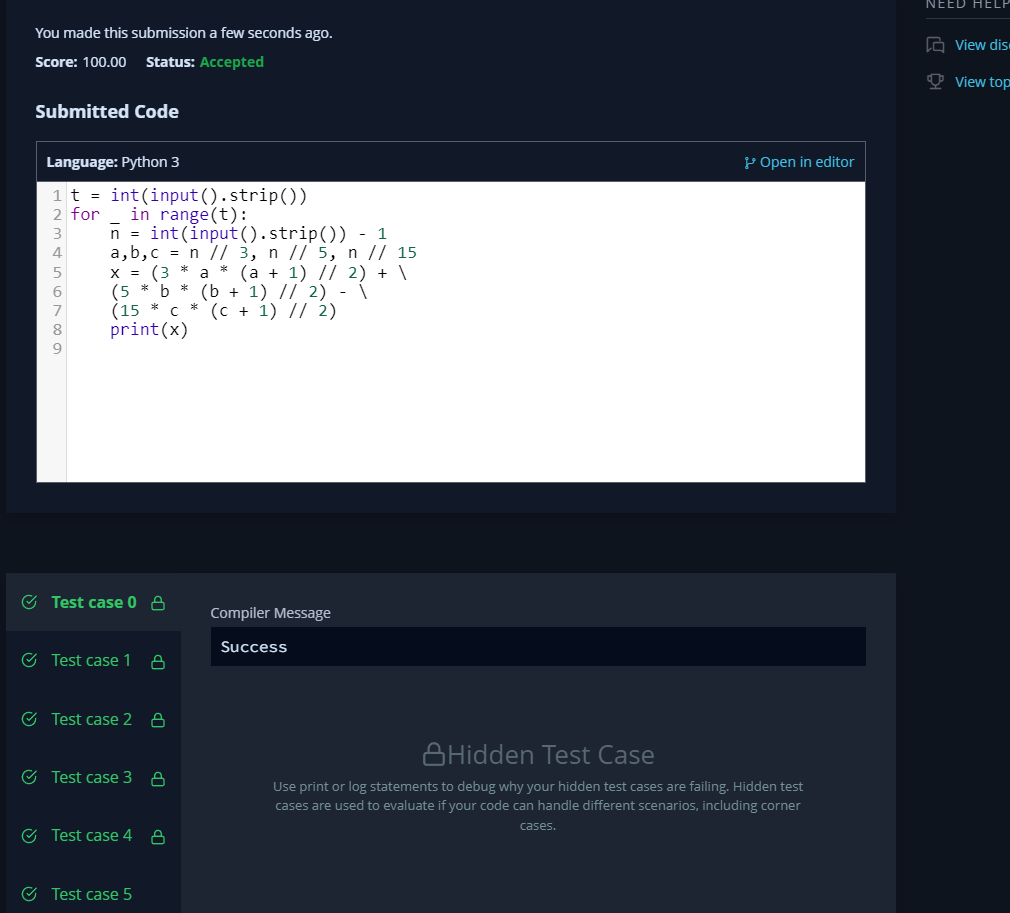 NEED HELP
You made this submission a few seconds ago.
View dis
Score: 100.00 Status: Accepted
View top
Submitted Code
Language: Python 3
Open in editor
1 t = int(input().strip())
2 for _ in range(t):
3     n = int(input().strip()) - 1
4     a,b,c = n // 3, n // 5, n // 15
5     x = (3 * a * (a + 1) // 2) + \
6     (5 * b * (b + 1) // 2) - \
7     (15 * c * (c + 1) // 2)
8     print(x)
9
Test case 0
Test case 1
Test case 2
Test case 3
Test case 4
Test case 5
Compiler Message
Success
Hidden Test Case
Use print or log statements to debug why your hidden test cases are failing. Hidden test
cases are used to evaluate if your code can handle different scenarios, including corner
cases.